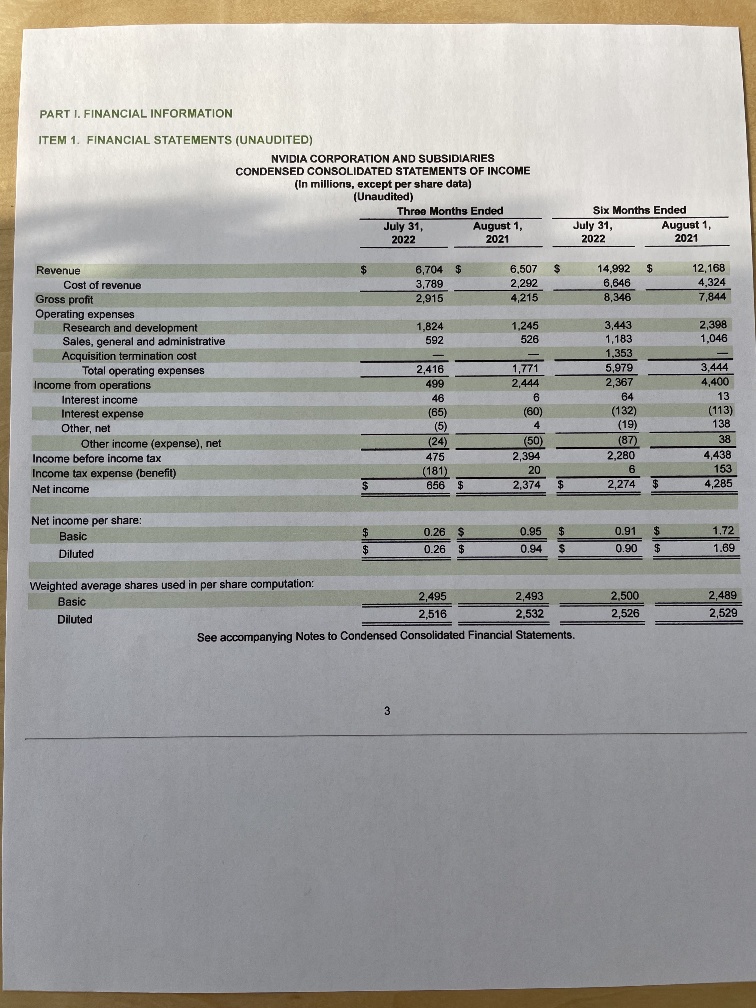 PART I. FINANCIAL INFORMATION
ITEM 1. FINANCIAL STATEMENTS (UNAUDITED)
NVIDIA CORPORATION AND SUBSIDIARIES
CONDENSED CONSOLIDATED STATEMENTS OF INCOME
(In millions, except per share data)
(Unaudited)
Three Months Ended Six Months Ended
July 31, August 1, July 31, August 1,
2022 2021 2022 2021
Revenue $ 6,704 $ 6,507 $ 14,992 $ 12,168
Cost of revenue 3,789 2,292 6,646 4,324
Gross profit 2,915 4,215 8,346 7,844
Operating expenses
Research and development 1,824 1,245 3,443 2,398
Sales, general and administrative 592 526 1,183 1,046
Acquisition termination cost — — 1,353 —
Total operating expenses 2,416 1,771 5,979 3,444
Income from operations 499 2,444 2,367 4,400
Interest income 46 6 64 13
Interest expense (65) (60) (132) (113)
Other, net (5) 4 (19) 138
Other income (expense), net (24) (50) (87) 38
Income before income tax 475 2,394 2,280 4,438
Income tax expense (benefit) (181) 20 6 153
Net income $ 656 $ 2,374 $ 2,274 $ 4,285
Net income per share:
Basic $ 0.26 $ 0.95 $ 0.91 $ 1.72
Diluted $ 0.26 $ 0.94 $ 0.90 $ 1.69
Weighted average shares used in per share computation:
Basic 2,495 2,493 2,500 2,489
Diluted 2,516 2,532 2,526 2,529
See accompanying Notes to Condensed Consolidated Financial Statements.
3